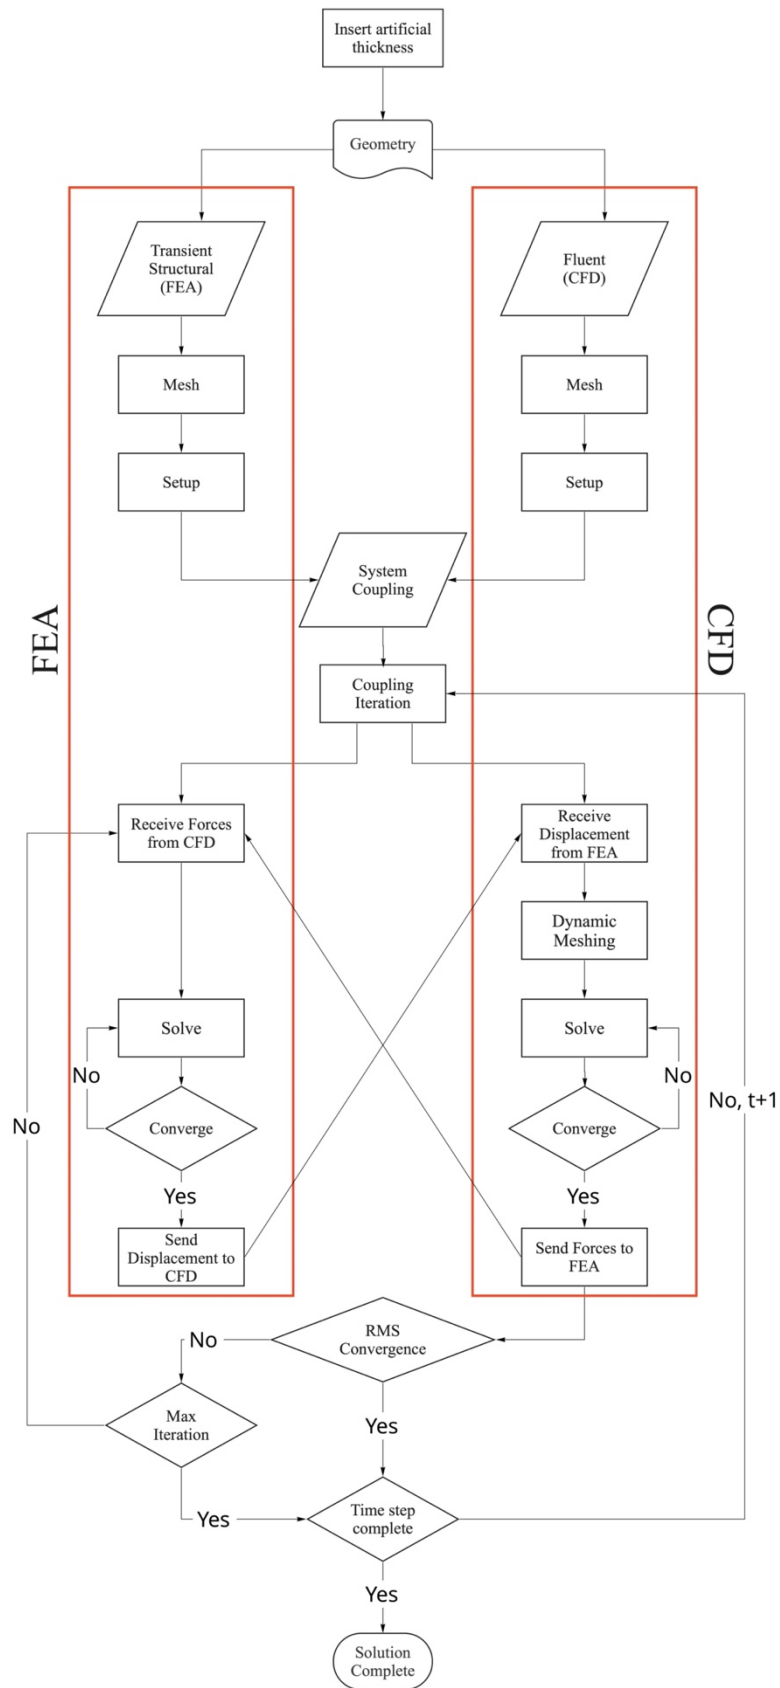 Insert artificial
thickness
Geometry
Transient
Structural
(FEA)
Fluent
(CFD)
Mesh
Mesh
Setup
Setup
System
Coupling
FEA
CFD
Coupling
Iteration
Receive Forces
from CFD
Receive
Displacement
from FEA
Dynamic
Meshing
Solve
Solve
No
No
No, t+1
No
Converge
Converge
Yes
Yes
Send
Displacement to
CFD
Send Forces to
FEA
RMS
Convergence
No
Max
Iteration
Yes
Time step
complete
Yes
Yes
Solution
Complete